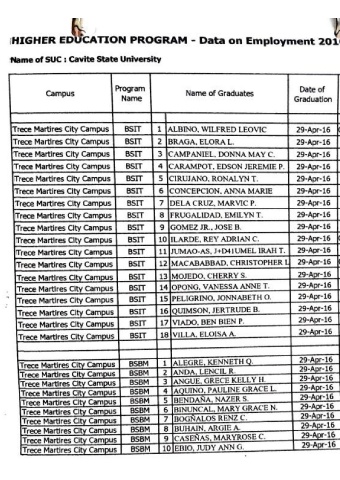 HIGHER EDUCATION PROGRAM - Data on Employment 201
Name of SUC : Cavite State University
Campus Program Name Name of Graduates Date of Graduation
Trece Martires City Campus BSIT 1 ALBINO, WILFRED LEOVIC 29-Apr-16
Trece Martires City Campus BSIT 2 BRAGA, ELORA L. 29-Apr-16
Trece Martires City Campus BSIT 3 CAMPANIEL, DONNA MAY C. 29-Apr-16
Trece Martires City Campus BSIT 4 CARAMPOT, EDSON JEREMIE P. 29-Apr-16
Trece Martires City Campus BSIT 5 CIRUJANO, RONALYN T. 29-Apr-16
Trece Martires City Campus BSIT 6 CONCEPCION, ANNA MARIE 29-Apr-16
Trece Martires City Campus BSIT 7 DELA CRUZ, MARVIC P. 29-Apr-16
Trece Martires City Campus BSIT 8 FRUGALIDAD, EMILYN T. 29-Apr-16
Trece Martires City Campus BSIT 9 GOMEZ JR., JOSE B. 29-Apr-16
Trece Martires City Campus BSIT 10 ILARDE, REY ADRIAN C. 29-Apr-16
Trece Martires City Campus BSIT 11 JUMAO-AS, J+D41UMEL IRAH T. 29-Apr-16
Trece Martires City Campus BSIT 12 MACABABBAD, CHRISTOPHER L 29-Apr-16
Trece Martires City Campus BSIT 13 MOJEDO, CHERRY S. 29-Apr-16
Trece Martires City Campus BSIT 14 OPONG, VANESSA ANNE T. 29-Apr-16
Trece Martires City Campus BSIT 15 PELIGRINO, JONNABETH O. 29-Apr-16
Trece Martires City Campus BSIT 16 QUIMSON, JERTRUDE B. 29-Apr-16
Trece Martires City Campus BSIT 17 VIADO, BEN BIEN P. 29-Apr-16
Trece Martires City Campus BSIT 18 VILLA, ELOISA A. 29-Apr-16
Trece Martires City Campus BSBM 1 ALEGRE, KENNETH Q. 29-Apr-16
Trece Martires City Campus BSBM 2 ANDA, LENCIL R. 29-Apr-16
Trece Martires City Campus BSBM 3 ANGUE, GRECE KELLY H. 29-Apr-16
Trece Martires City Campus BSBM 4 AQUINO, PAULINE GRACE L. 29-Apr-16
Trece Martires City Campus BSBM 5 BENDAÑA, NAZER S. 29-Apr-16
Trece Martires City Campus BSBM 6 BINUNCAL, MARY GRACE N. 29-Apr-16
Trece Martires City Campus BSBM 7 BOGÑALOS RENZ C. 29-Apr-16
Trece Martires City Campus BSBM 8 BUHAIN, ARGIE A. 29-Apr-16
Trece Martires City Campus BSBM 9 CASEÑAS, MARYROSE C. 29-Apr-16
Trece Martires City Campus BSBM 10 EBIO, JUDY ANN G. 29-Apr-16